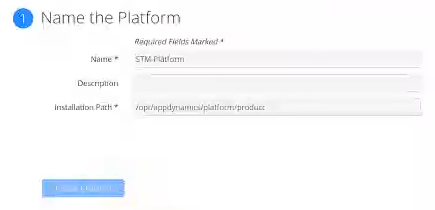 1 Name the Platform
Required Fields Marked *
Name * STM-Platform
Description
Installation Path * /opt/appdynamics/platform/product